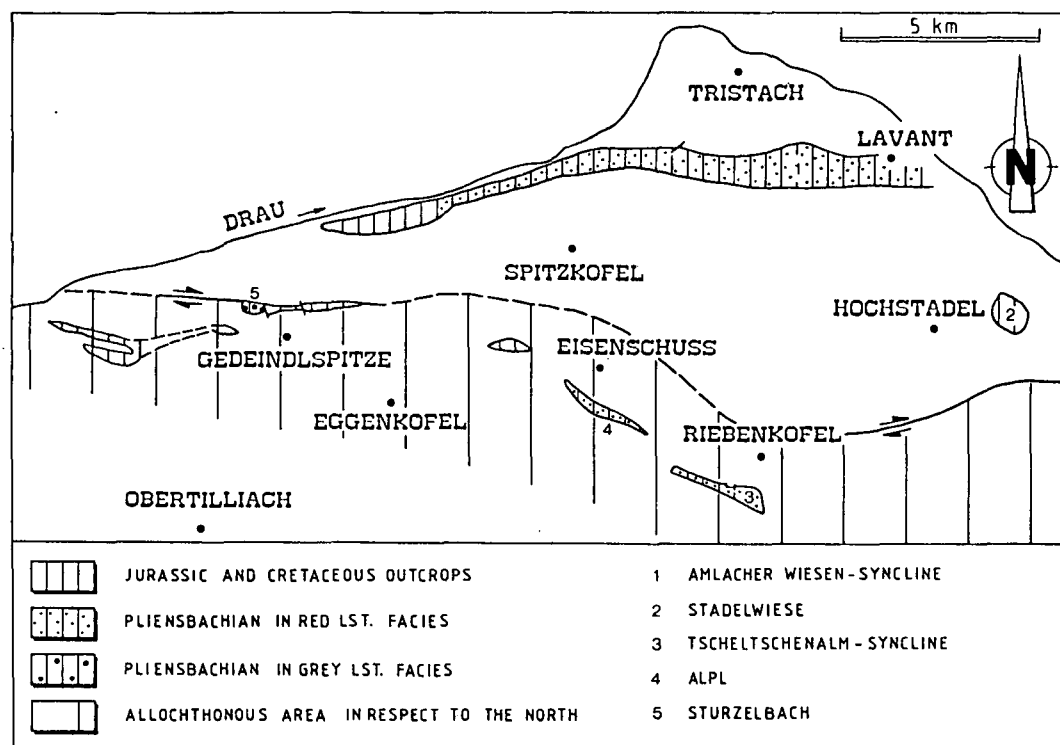 5 km
TRISTACH
LAVANT
N
1
DRAU
SPITZKOFEL
5
HOCHSTADEL
2
GEDEINDLSPITZE
EISENSCHUSS
EGGENKOFEL
4
RIEBENKOFEL
3
OBERTILLIACH
JURASSIC AND CRETACEOUS OUTCROPS
PLIENSBACHIAN IN RED LST. FACIES
PLIENSBACHIAN IN GREY LST. FACIES
ALLOCHTHONOUS AREA IN RESPECT TO THE NORTH
1 AMLACHER WIESEN-SYNCLINE
2 STADELWIESE
3 TSCHELTSCHENALM-SYNCLINE
4 ALPL
5 STURZELBACH